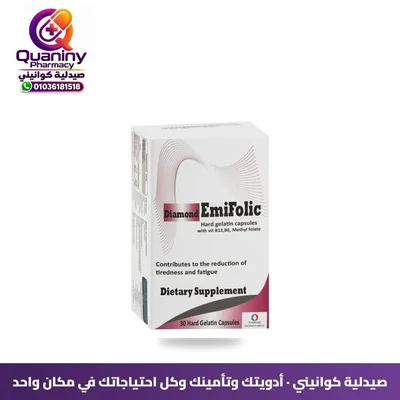 Quaniny
Pharmacy
صيدلية كوانيني
01036181518
Diamond EmiFolic
Hard gelatin capsules
with vit B12,B6, Methyl folate
Contributes to the reduction of
tiredness and fatigue
Dietary Supplement
30 Hard Gelatin Capsules
صيدلية كوانيني - أدويتك وتأمينك وكل احتياجاتك في مكان واحد